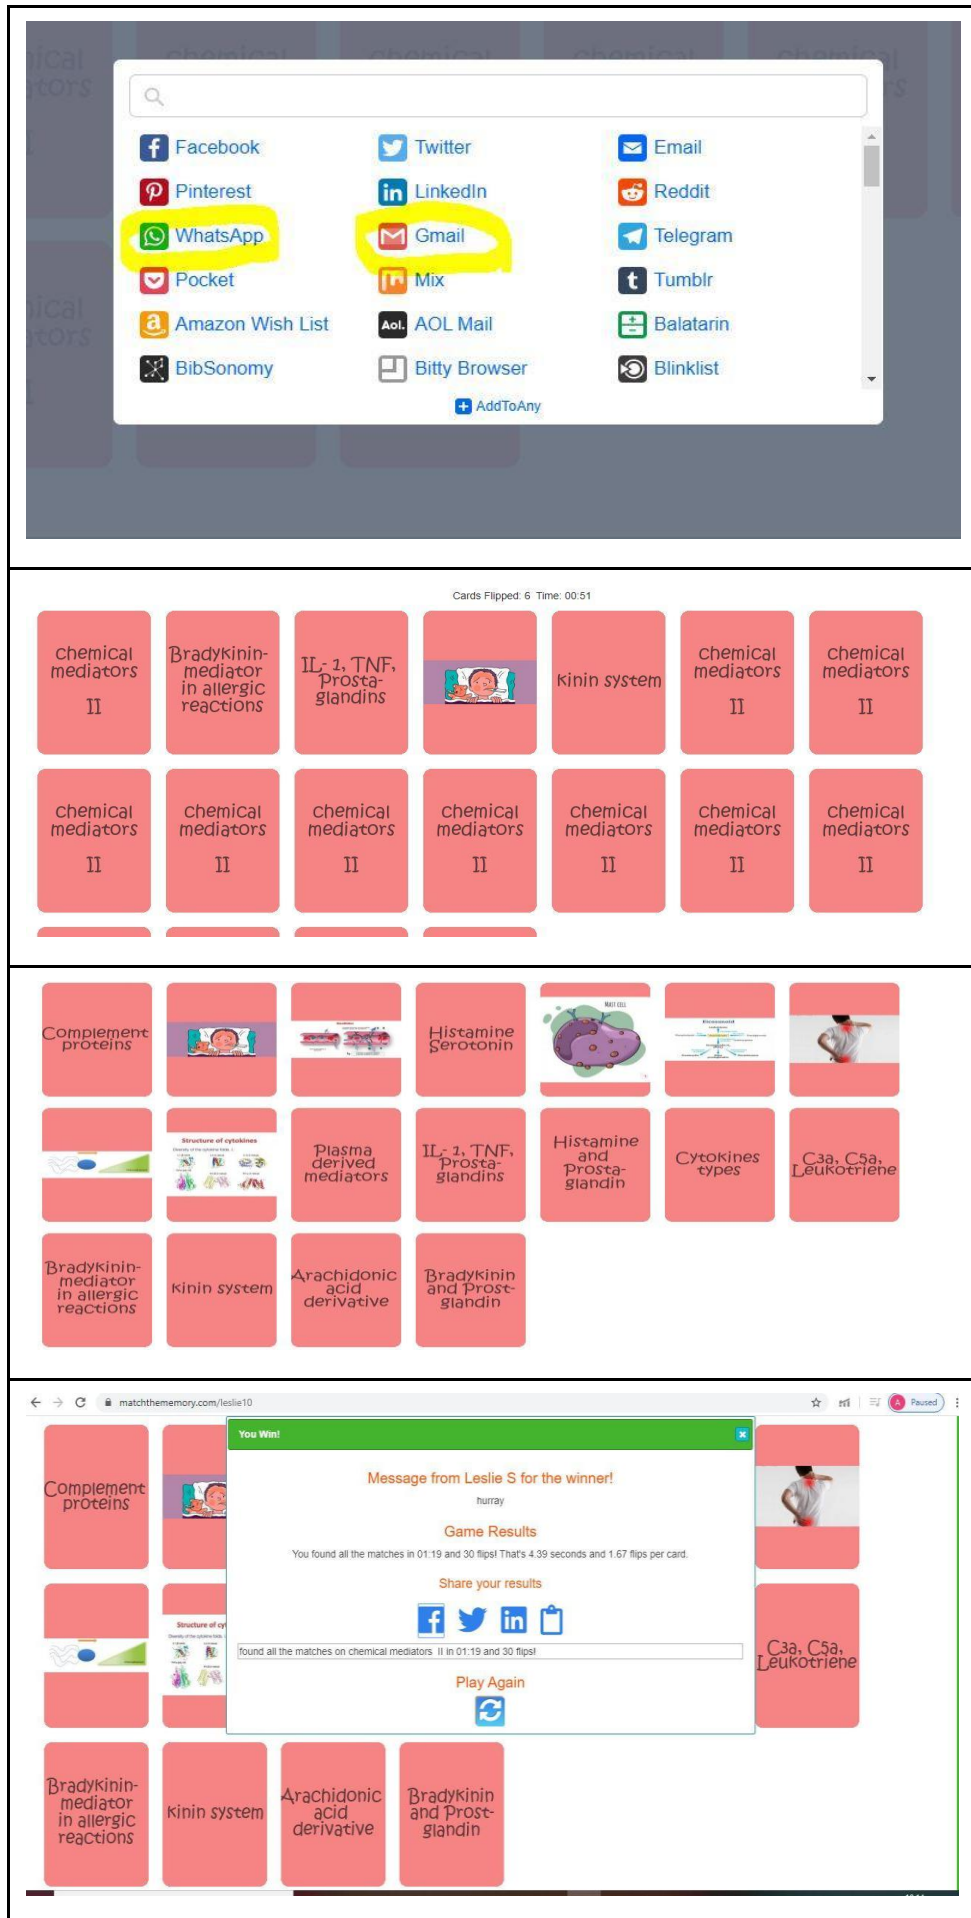 Facebook
Twitter
Email
Pinterest
LinkedIn
Reddit
WhatsApp
Gmail
Telegram
Pocket
Mix
Tumblr
Amazon Wish List
AOL Mail
Balatarin
BibSonomy
Bitty Browser
Blinklist
AddToAny
Cards Flipped: 6 Time: 00:51
chemical
mediators
II
Bradykinin-
mediator
in allergic
reactions
IL- 1, TNF,
Prosta-
glandins
kinin system
chemical
mediators
II
chemical
mediators
II
chemical
mediators
II
chemical
mediators
II
chemical
mediators
II
chemical
mediators
II
chemical
mediators
II
chemical
mediators
II
chemical
mediators
II
Complement
proteins
Histamine
Serotonin
MAST CELL
Structure of cytokines
Plasma
derived
mediators
IL- 1, TNF,
Prosta-
glandins
Histamine
and
Prosta-
glandin
Cytokines
types
C3a, C5a,
Leukotriene
Bradykinin-
mediator
in allergic
reactions
kinin system
Arachidonic
acid
derivative
Bradykinin
and Prost-
glandin
matchthememory.com/leslie10
Paused
You Win!
Message from Leslie S for the winner!
hurray
Game Results
You found all the matches in 01:19 and 30 flips! That's 4.39 seconds and 1.67 flips per card.
Share your results
found all the matches on chemical mediators II in 01:19 and 30 flips!
Play Again
Complement
proteins
Structure of cy
C3a, C5a,
Leukotriene
Bradykinin-
mediator
in allergic
reactions
kinin system
Arachidonic
acid
derivative
Bradykinin
and Prost-
glandin